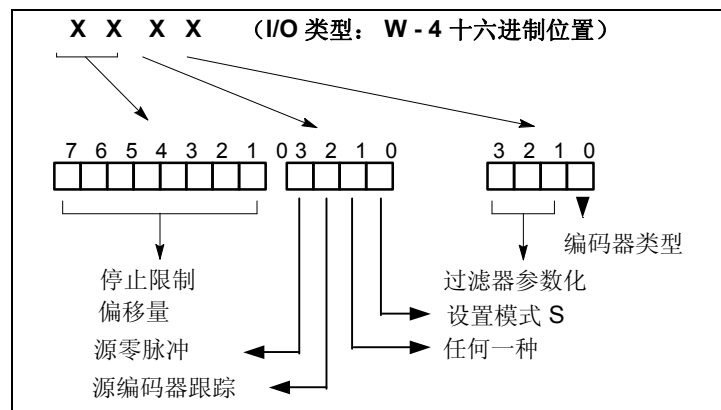 X X X X （I/O 类型： W - 4 十六进制位置）
7 6 5 4 3 2 1 0 3 2 1 0 3 2 1 0
编码器类型
停止限制 过滤器参数化
偏移量 设置模式 S
源零脉冲 任何一种
源编码器跟踪